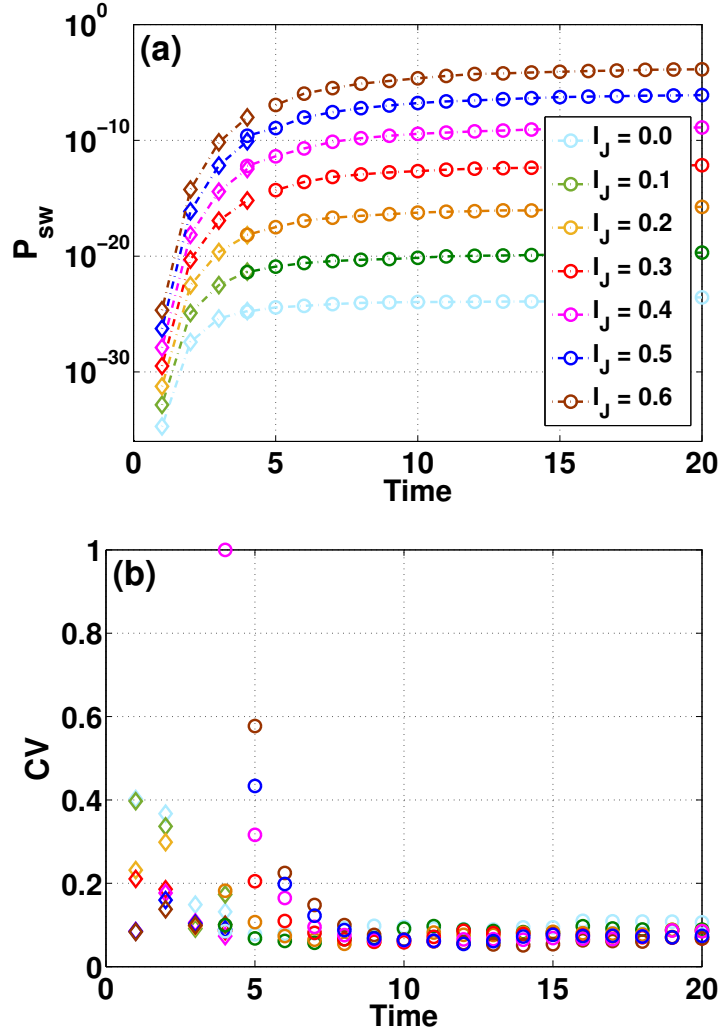 (a)
10^0
10^-10
10^-20
10^-30
P_sw
0 5 10 15 20
Time
I_J = 0.0
I_J = 0.1
I_J = 0.2
I_J = 0.3
I_J = 0.4
I_J = 0.5
I_J = 0.6
(b)
1
0.8
0.6
0.4
0.2
0
CV
0 5 10 15 20
Time